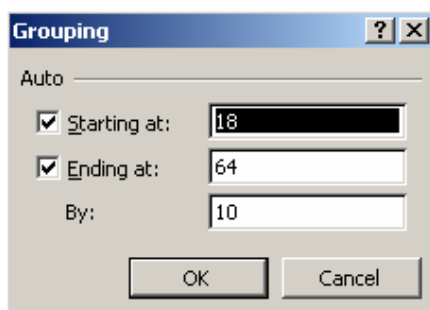 Grouping
Auto
Starting at: 18
Ending at: 64
By: 10
OK Cancel